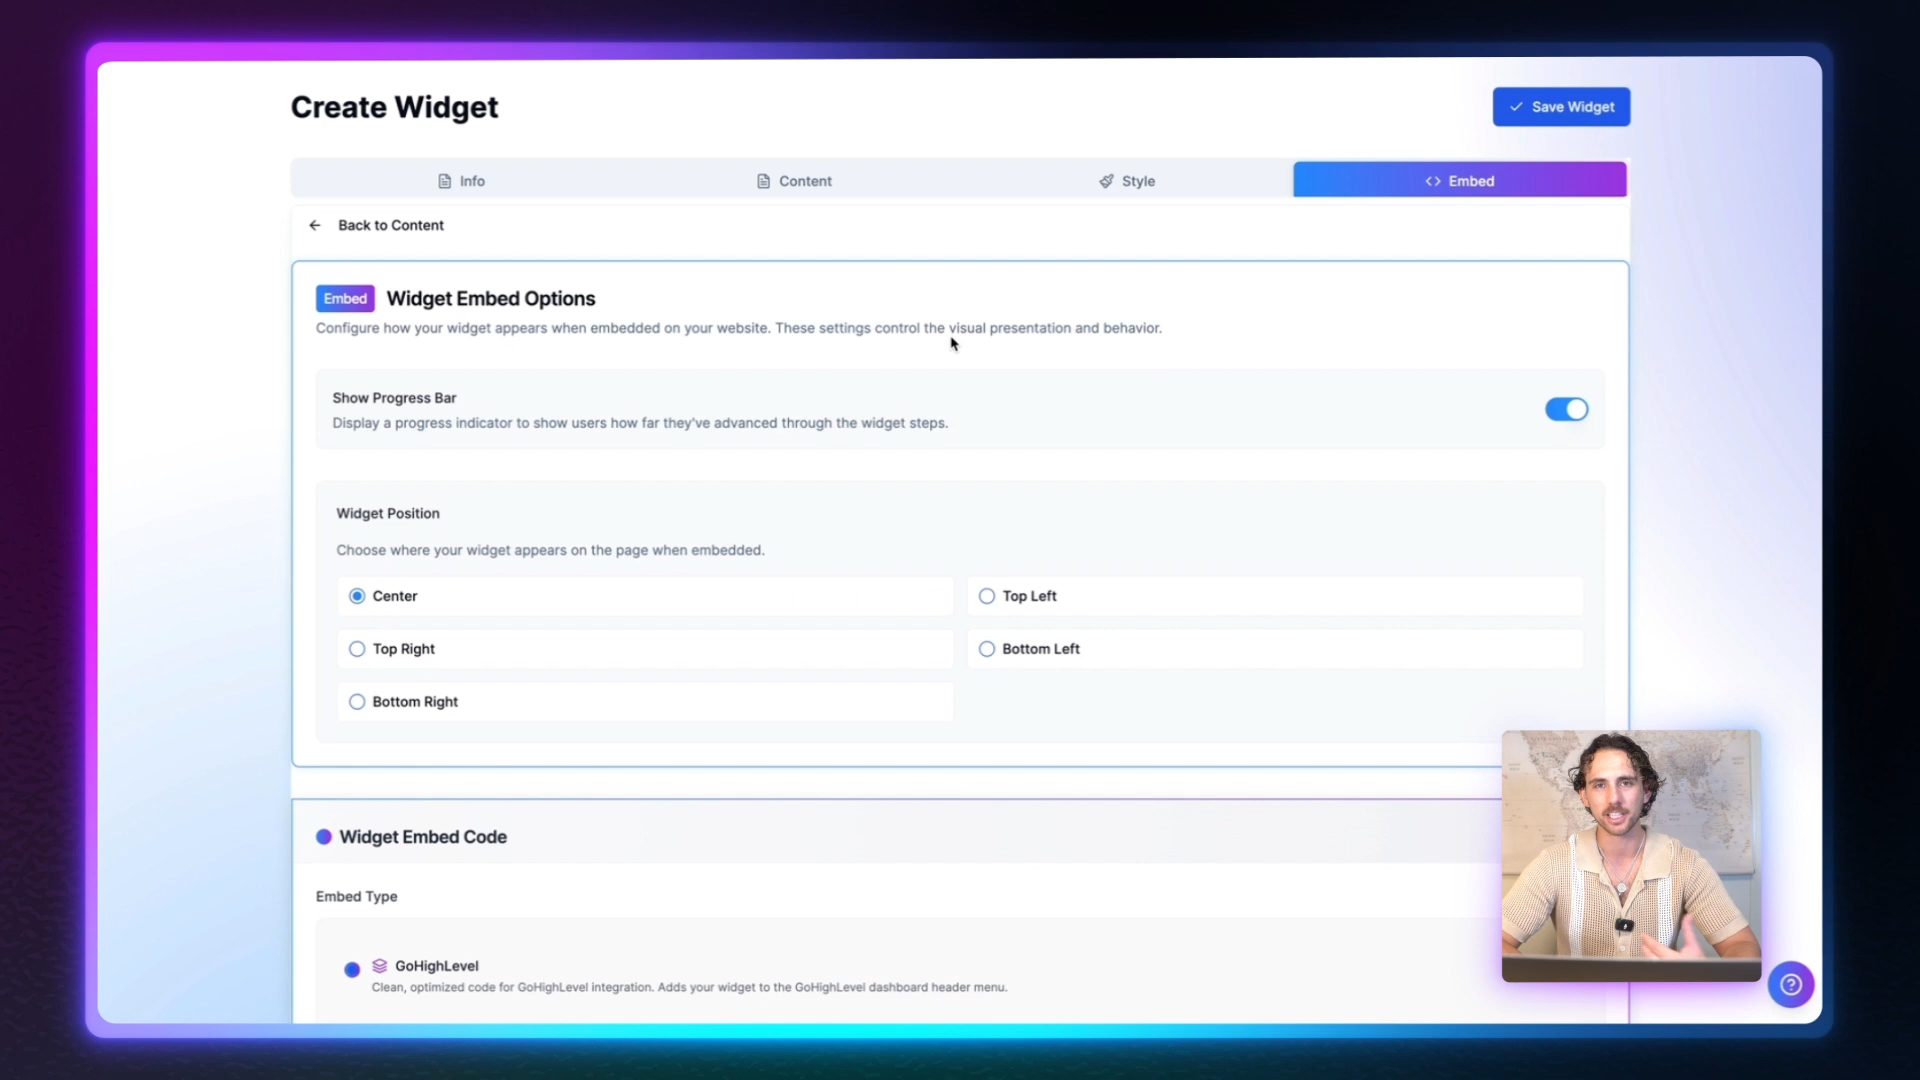 Create Widget
Save Widget
Info
Content
Style
Embed
Back to Content
Embed
Widget Embed Options
Configure how your widget appears when embedded on your website. These settings control the visual presentation and behavior.
Show Progress Bar
Display a progress indicator to show users how far they've advanced through the widget steps.
Widget Position
Choose where your widget appears on the page when embedded.
Center
Top Left
Top Right
Bottom Left
Bottom Right
Widget Embed Code
Embed Type
GoHighLevel
Clean, optimized code for GoHighLevel integration. Adds your widget to the GoHighLevel dashboard header menu.